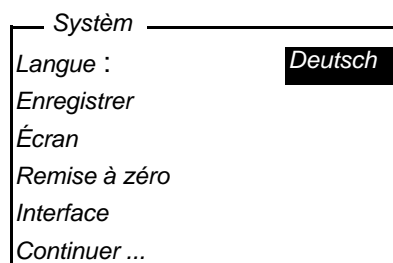 Systèm
Langue : Deutsch
Enregistrer
Écran
Remise à zéro
Interface
Continuer ...